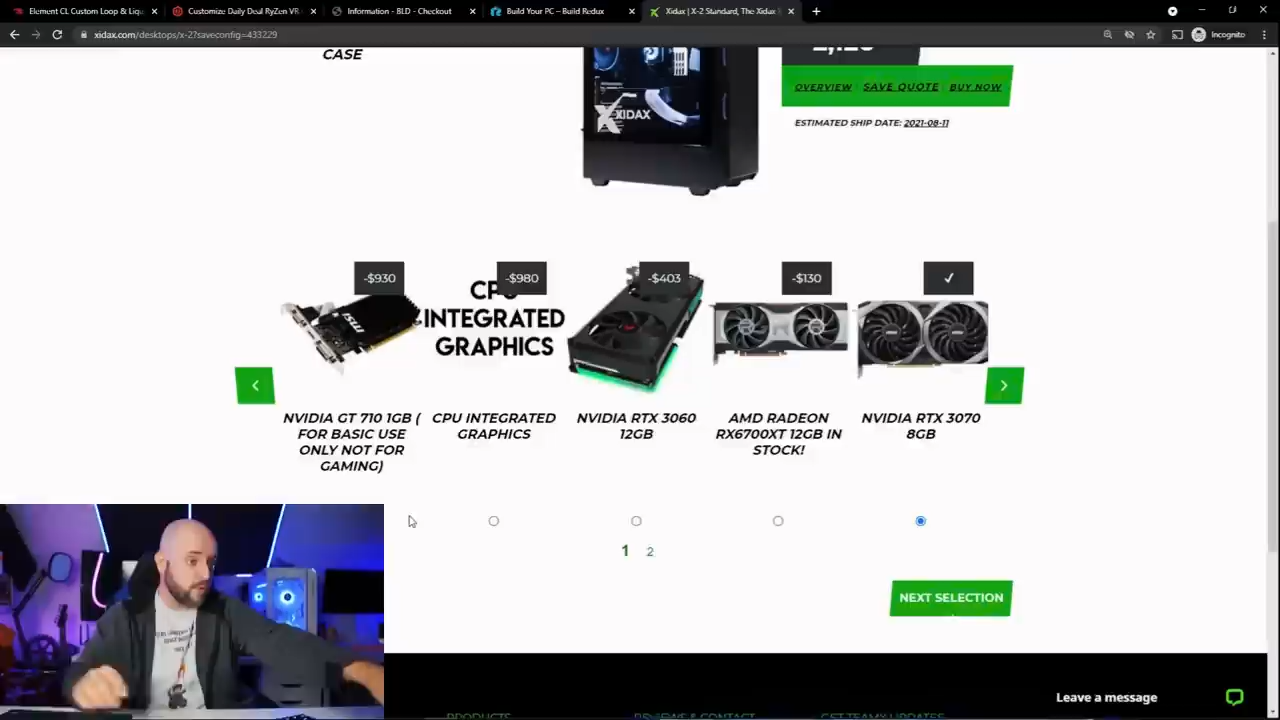 Element CL Custom Loop & Liqu
Customize Daily Deal RyZen VR
Information - BLD - Checkout
Build Your PC – Build Redux
Xidax | X-2 Standard, The Xidax
xidax.com/desktops/x-2?saveconfig=433229
Incognito
CASE
OVERVIEW
SAVE QUOTE
BUY NOW
XIDAX
ESTIMATED SHIP DATE: 2021-08-11
-$930
-$980
-$403
-$130
CPU
INTEGRATED
GRAPHICS
NVIDIA GT 710 1GB (
FOR BASIC USE
ONLY NOT FOR
GAMING)
CPU INTEGRATED
GRAPHICS
NVIDIA RTX 3060
12GB
AMD RADEON
RX6700XT 12GB IN
STOCK!
NVIDIA RTX 3070
8GB
1 2
NEXT SELECTION
Leave a message
PRODUCTS
REVIEWS & CONTACT
GET TEAM UPDATES